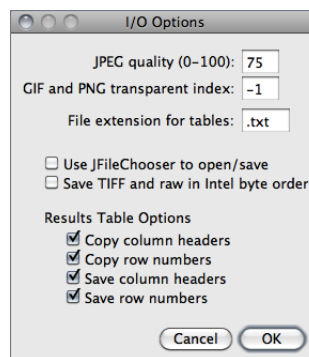 I/O Options
JPEG quality (0-100): 75
GIF and PNG transparent index: -1
File extension for tables: .txt
Use JFileChooser to open/save
Save TIFF and raw in Intel byte order
Results Table Options
Copy column headers
Copy row numbers
Save column headers
Save row numbers
Cancel OK